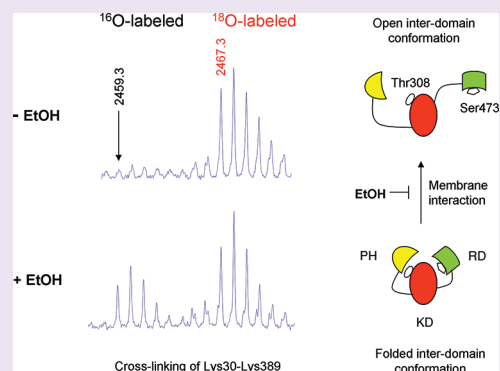 16O-labeled
18O-labeled
2459.3
2467.3
- EtOH
+ EtOH
Cross-linking of Lys30-Lys389
Open inter-domain
conformation
Thr308
Ser473
EtOH
Membrane
interaction
PH
RD
KD
Folded inter-domain
conformation